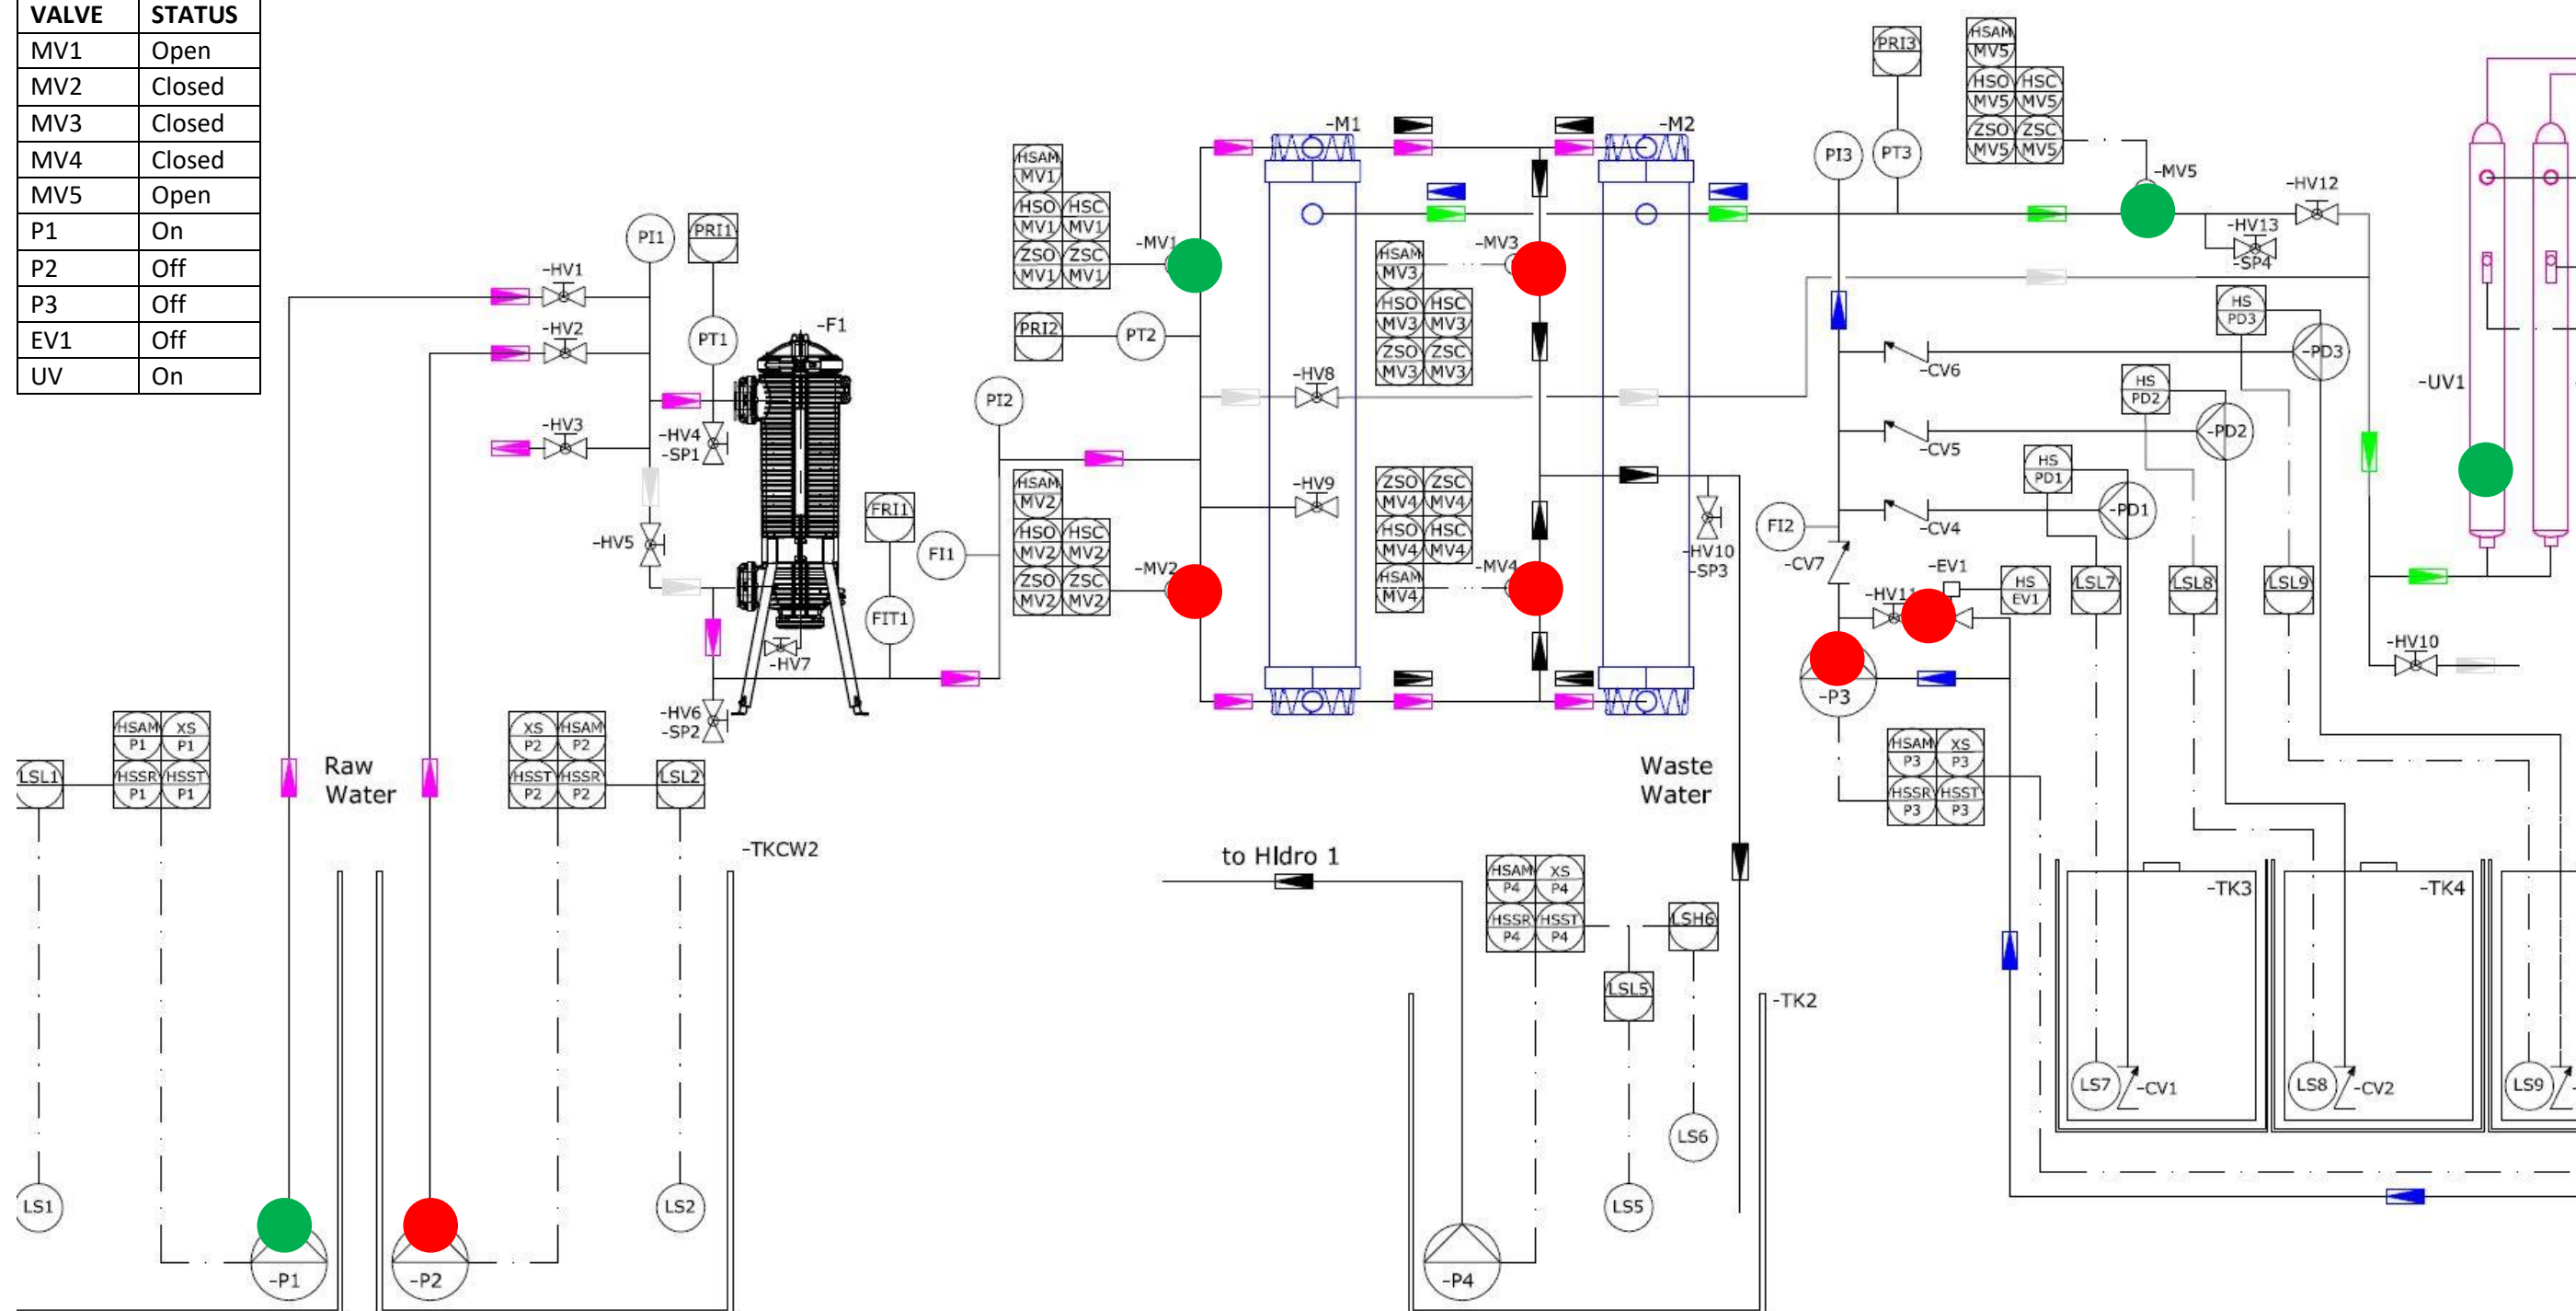 VALVE STATUS
MV1 Open
MV2 Closed
MV3 Closed
MV4 Closed
MV5 Open
P1 On
P2 Off
P3 Off
EV1 Off
UV On
PRI3
HSAM
MV5
HSO HSC
MV5 MV5
ZSO ZSC
MV5 MV5
-MV5
PI3
PT3
-HV12
-HV13
-SP4
-M1
-M2
HSAM
MV1
HSO HSC
MV1 MV1
ZSO ZSC
MV1 MV1
-MV1
PI1
PRI1
-HV1
-HV2
-HV3
PT1
-F1
-HV4
-SP1
-HV5
-HV6
-SP2
-HV7
PRI2
PT2
PI2
FRI1
FI1
FIT1
HSAM
MV2
HSO HSC
MV2 MV2
ZSO ZSC
MV2 MV2
-MV2
-HV8
-HV9
-MV3
HSAM
MV3
HSO HSC
MV3 MV3
ZSO ZSC
MV3 MV3
ZSO ZSC
MV4 MV4
HSO HSC
MV4 MV4
HSAM
MV4
-MV4
-HV10
-SP3
HS
PD3
-PD3
-CV6
HS
PD2
-PD2
-CV5
HS
PD1
-PD1
-CV4
FI2
-CV7
-EV1
HS
EV1
-HV11
-P3
LSL7
LSL8
LSL9
-UV1
-HV10
HSAM XS
P3 P3
HSSR HSST
P3 P3
LSL1
HSAM XS
P1 P1
HSSR HSST
P1 P1
Raw
Water
XS HSAM
P2 P2
HSST HSSR
P2 P2
LSL2
-TKCW2
Waste
Water
to HIdro 1
HSAM XS
P4 P4
HSSR HSST
P4 P4
LSH6
LSL5
-TK2
-TK3
-TK4
LS7
-CV1
LS8
-CV2
LS9
LS6
LS5
LS1
LS2
-P1
-P2
-P4